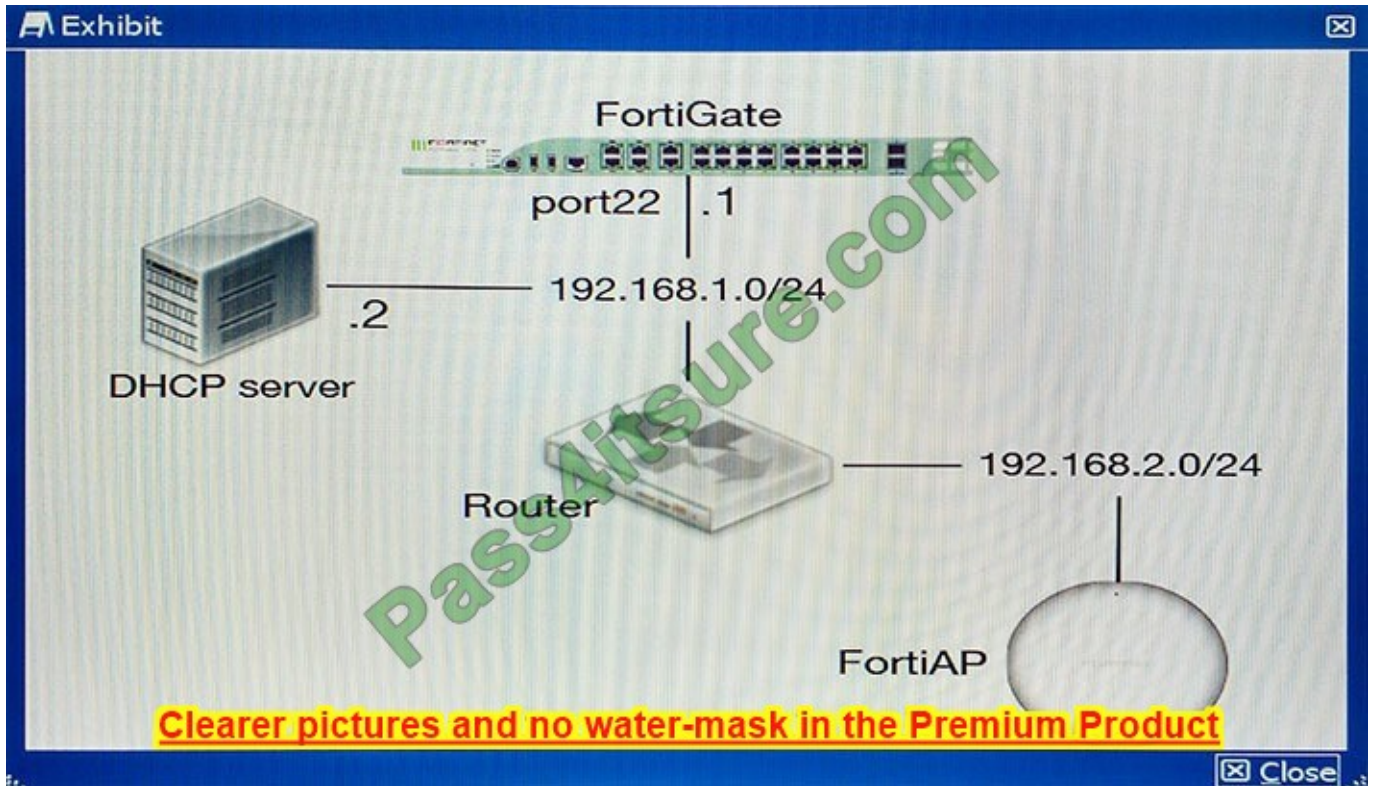 Exhibit
FortiGate
FORTINET
port22
.1
192.168.1.0/24
.2
DHCP server
192.168.2.0/24
Router
FortiAP
Pass4itsure.com
Clearer pictures and no water-mask in the Premium Product
Close